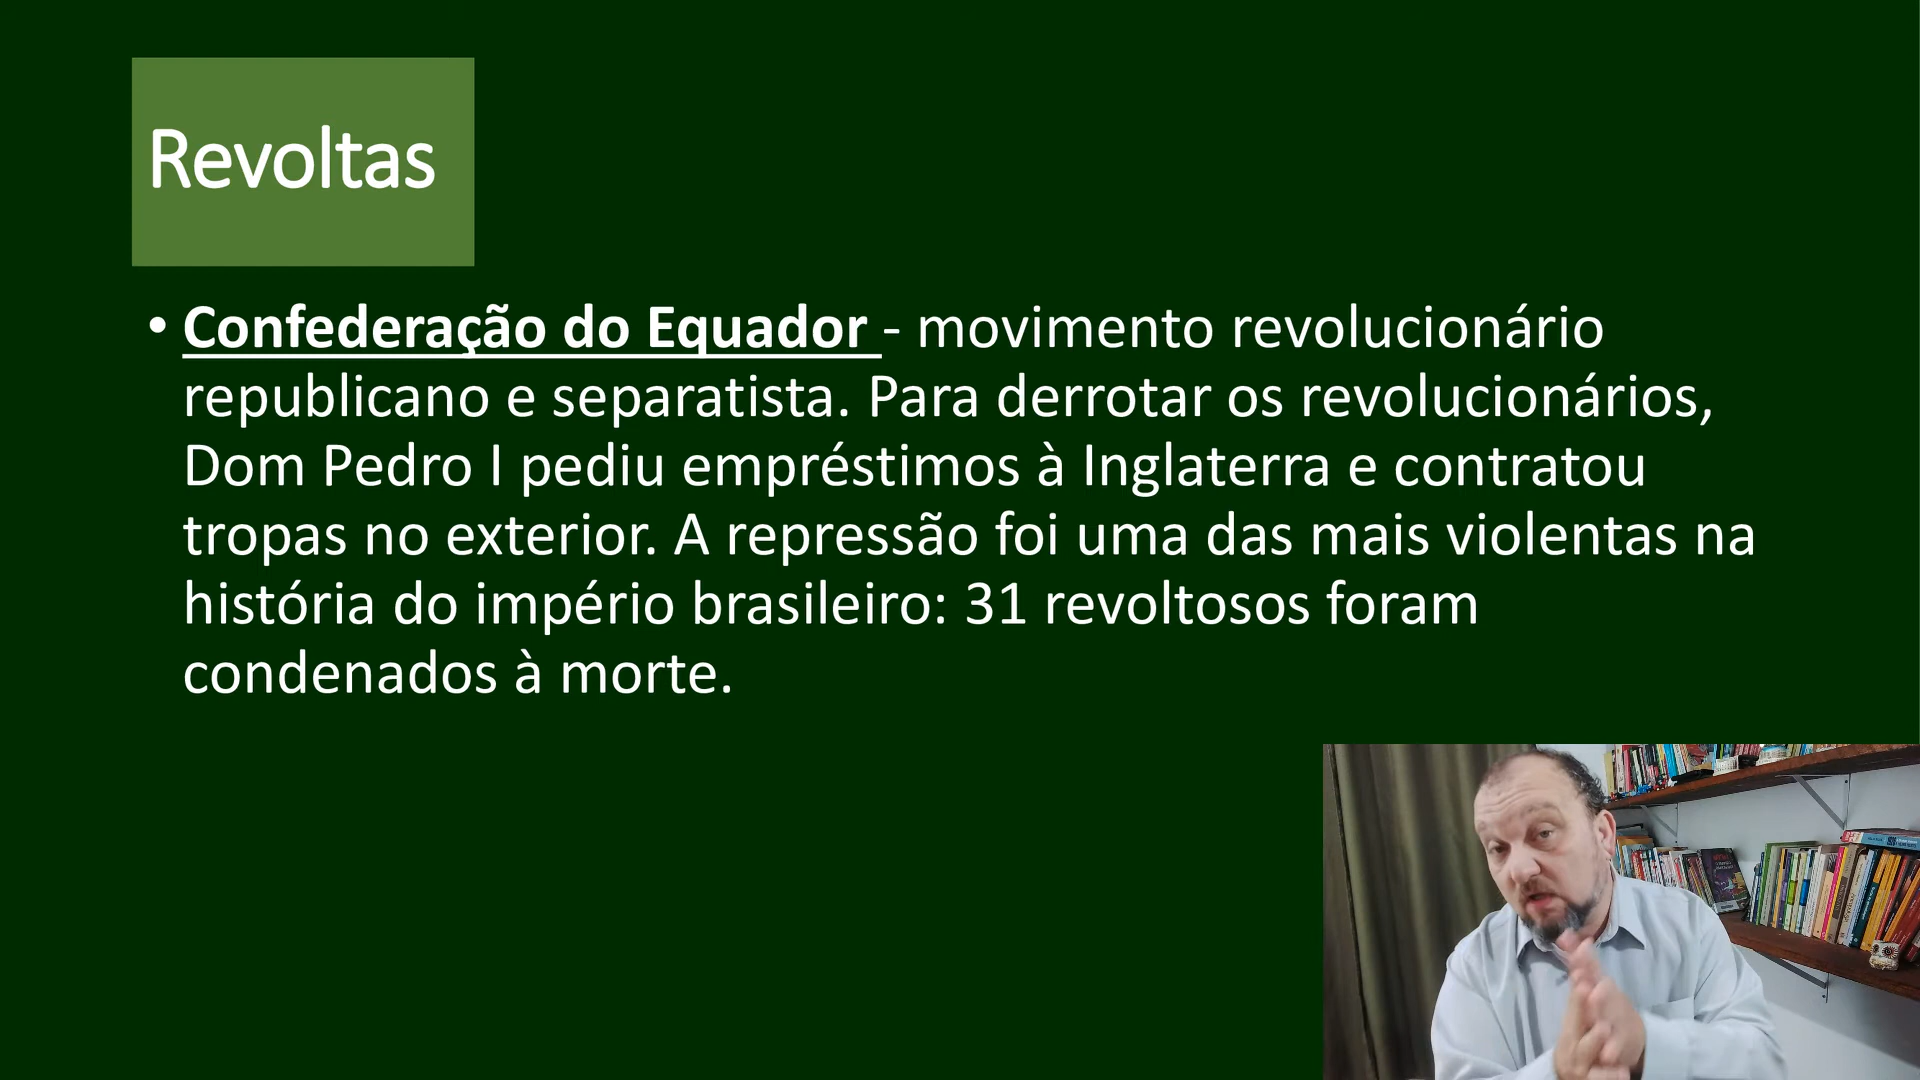 Revoltas
• Confederação do Equador - movimento revolucionário
republicano e separatista. Para derrotar os revolucionários,
Dom Pedro I pediu empréstimos à Inglaterra e contratou
tropas no exterior. A repressão foi uma das mais violentas na
história do império brasileiro: 31 revoltosos foram
condenados à morte.